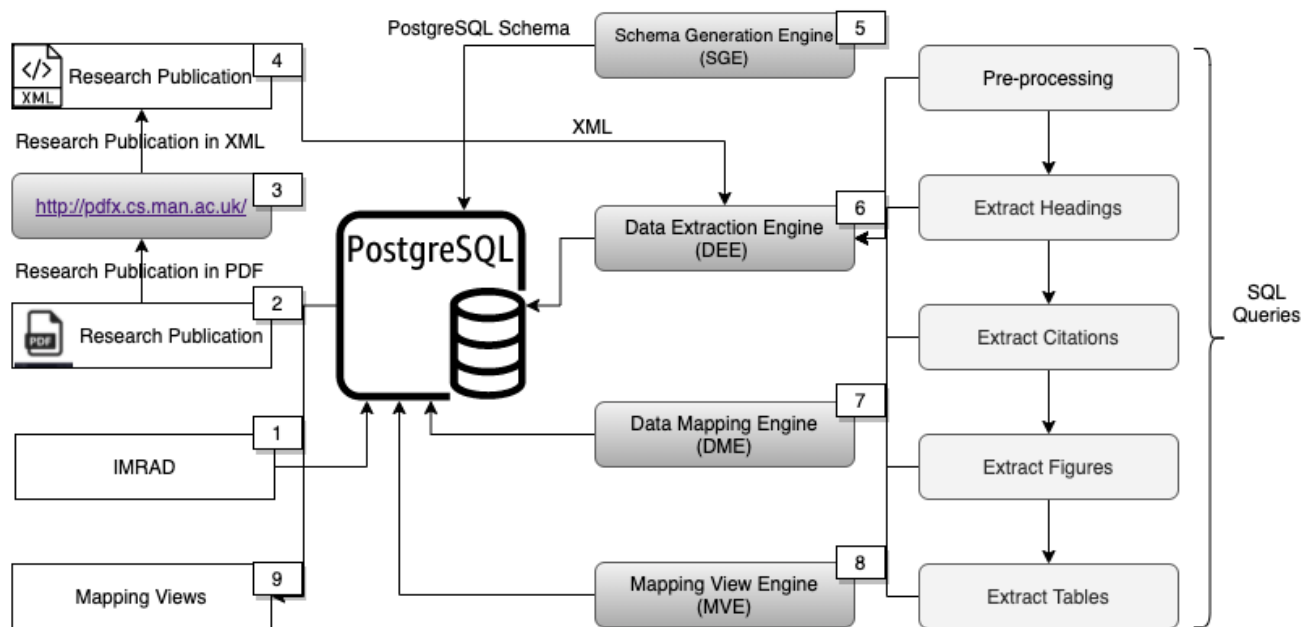 PostgreSQL Schema
Schema Generation Engine
(SGE)
5
</>
XML
Research Publication
4
Pre-processing
Research Publication in XML
XML
http://pdfx.cs.man.ac.uk/
3
Data Extraction Engine
(DEE)
6
Extract Headings
PostgreSQL
Research Publication in PDF
PDF
Research Publication
2
Extract Citations
SQL
Queries
IMRAD
1
Data Mapping Engine
(DME)
7
Extract Figures
Mapping Views
9
Mapping View Engine
(MVE)
8
Extract Tables